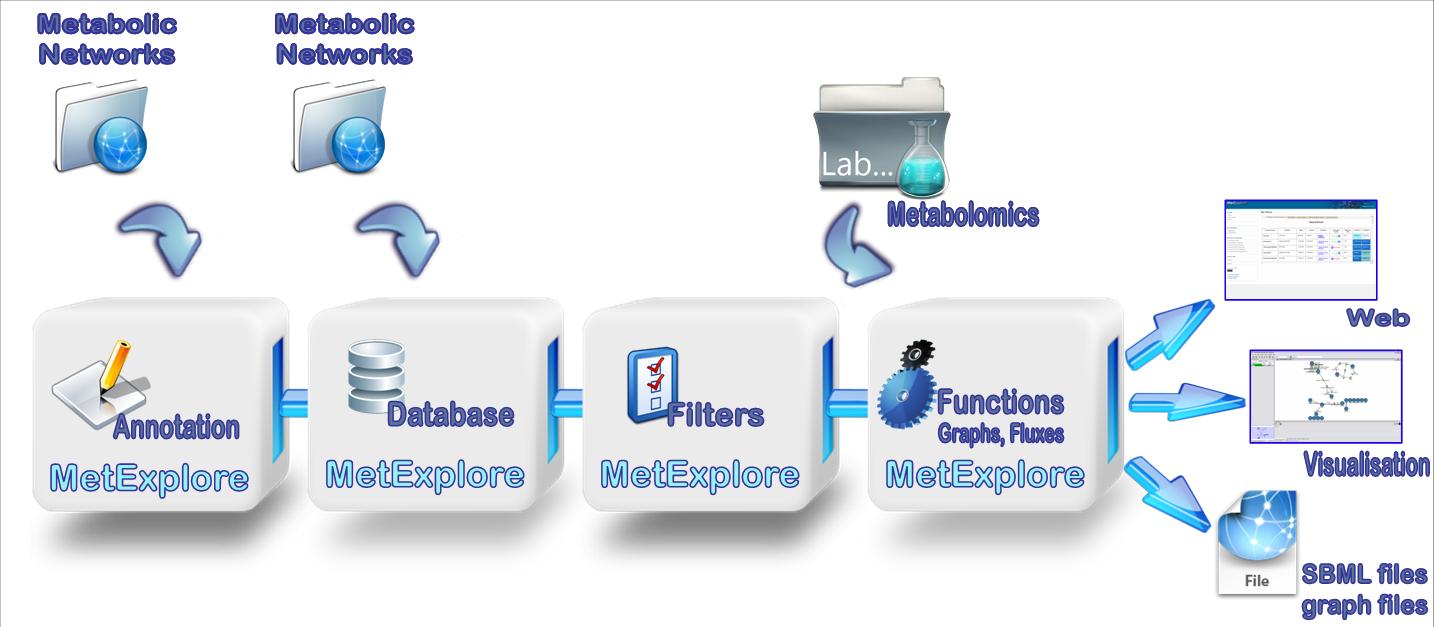 Metabolic
Networks
Metabolic
Networks
Lab...
Metabolomics
Annotation
MetExplore
Database
MetExplore
Filters
MetExplore
Functions
Graphs, Fluxes
MetExplore
Web
Visualisation
File
SBML files
graph files